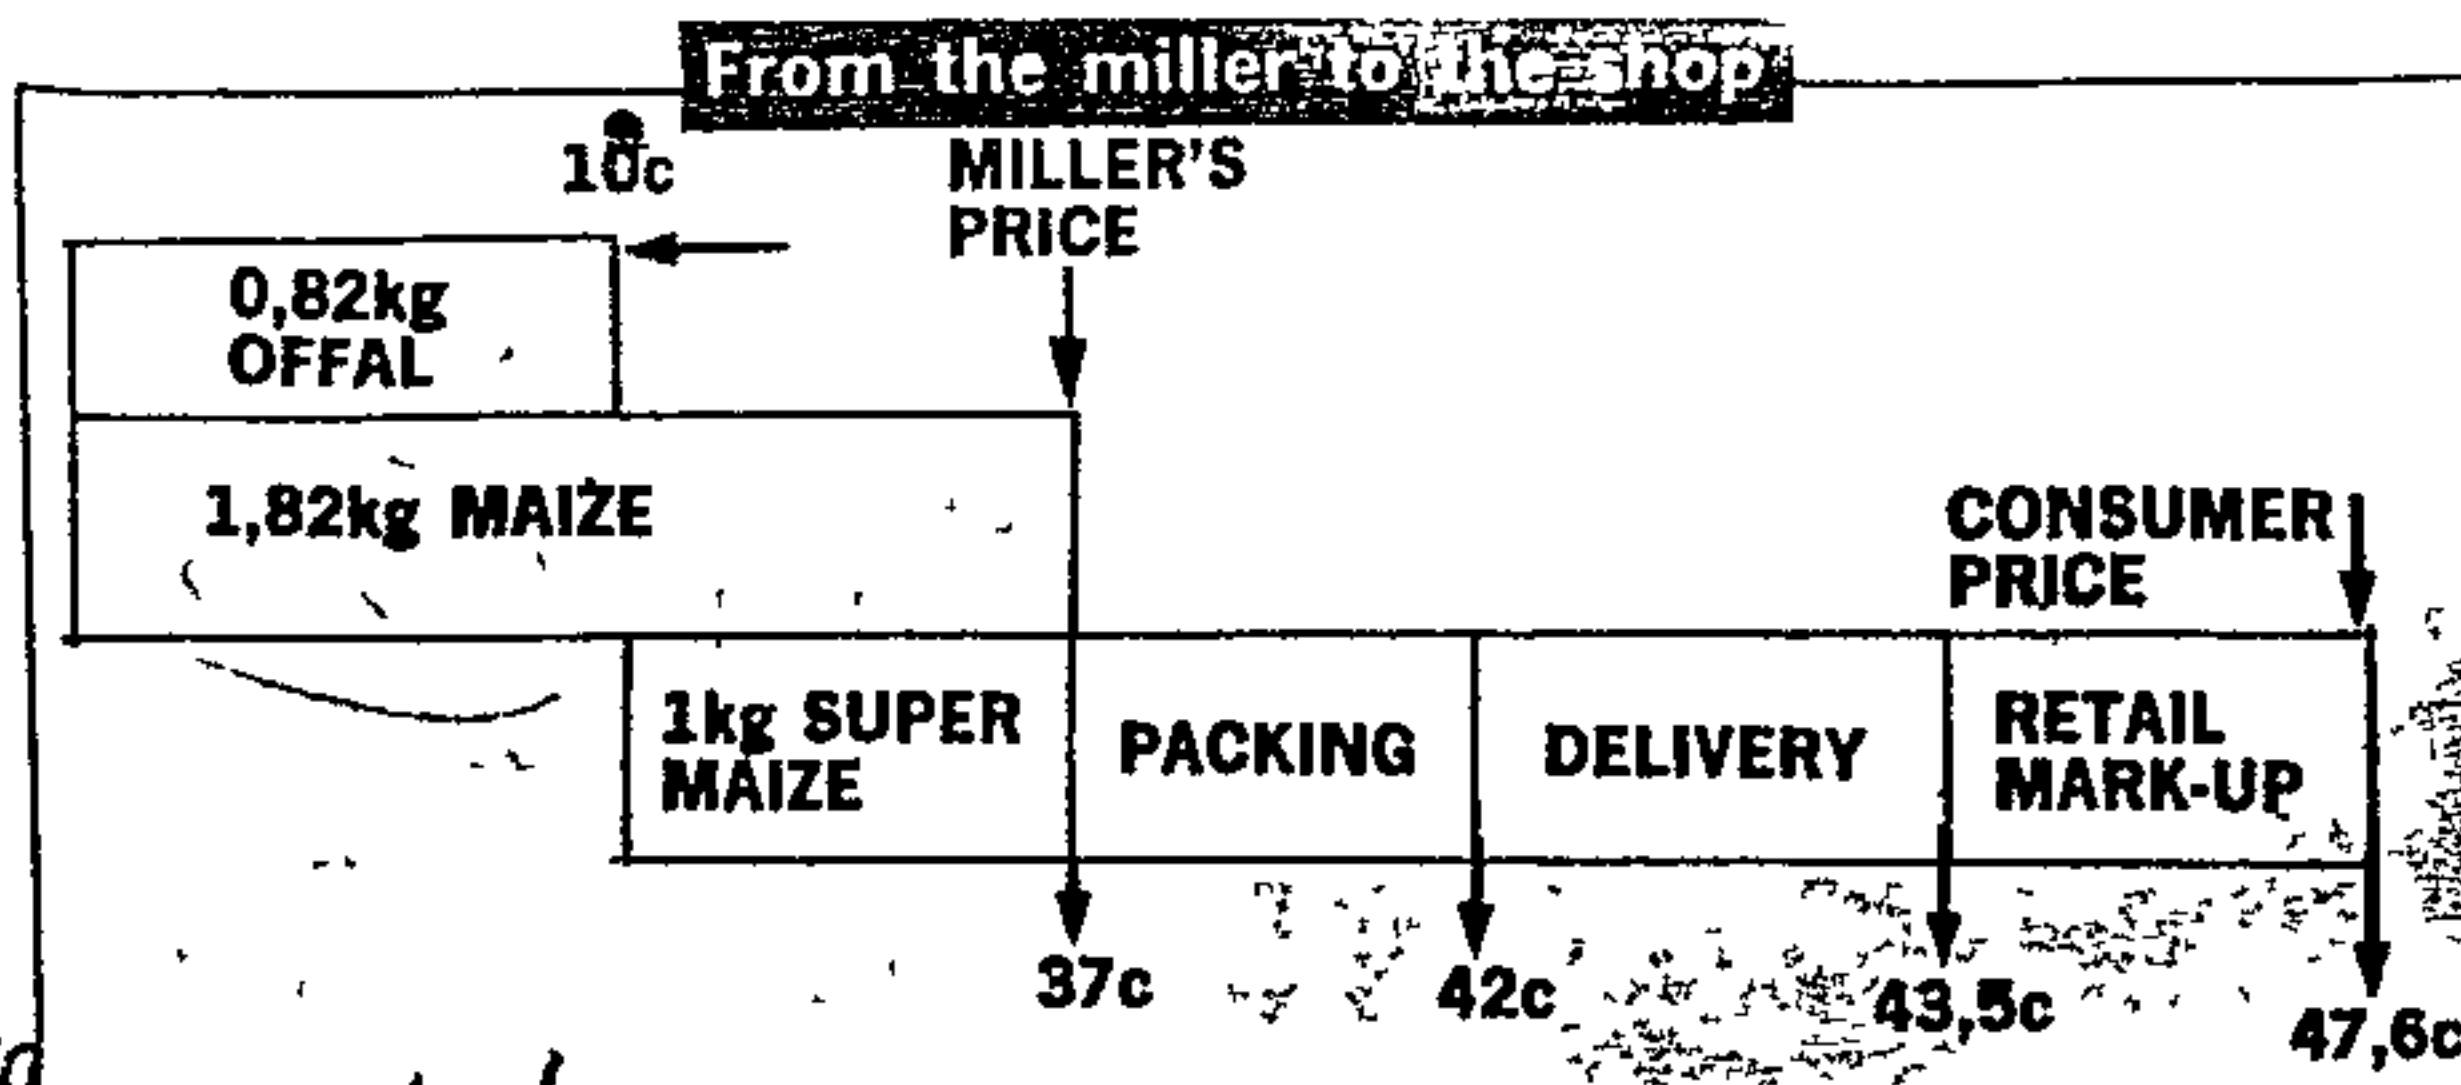 From the miller to the shop
10c
MILLER'S
PRICE
0,82kg
OFFAL
1,82kg MAIZE
CONSUMER
PRICE
1kg SUPER
MAIZE
PACKING
DELIVERY
RETAIL
MARK-UP
37c
42c
43,5c
47,6c